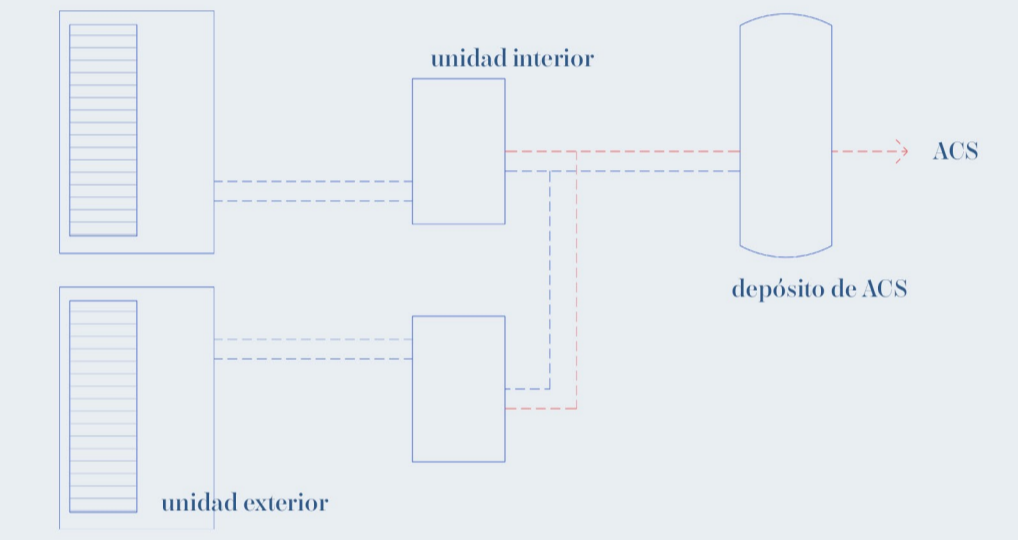 unidad interior
ACS
depósito de ACS
unidad exterior